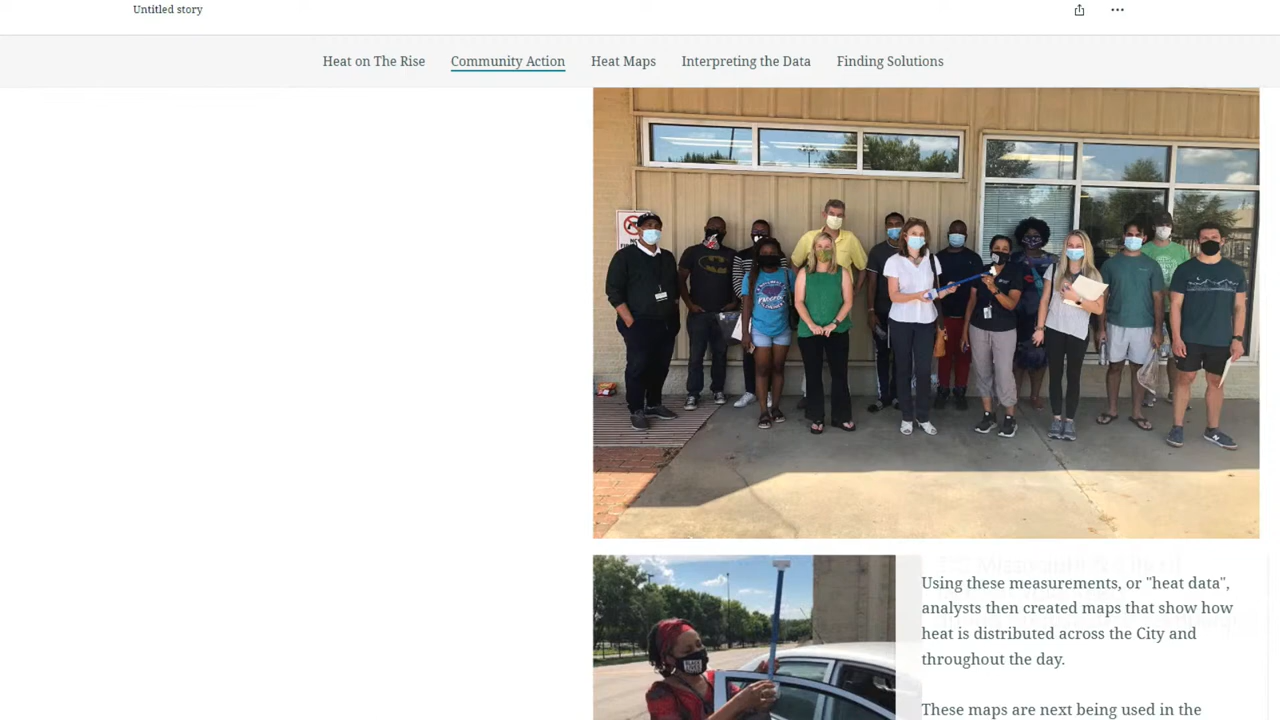 Untitled story
Heat on The Rise
Community Action
Heat Maps
Interpreting the Data
Finding Solutions
Using these measurements, or "heat data",
analysts then created maps that show how
heat is distributed across the City and
throughout the day.
These maps are next being used in the